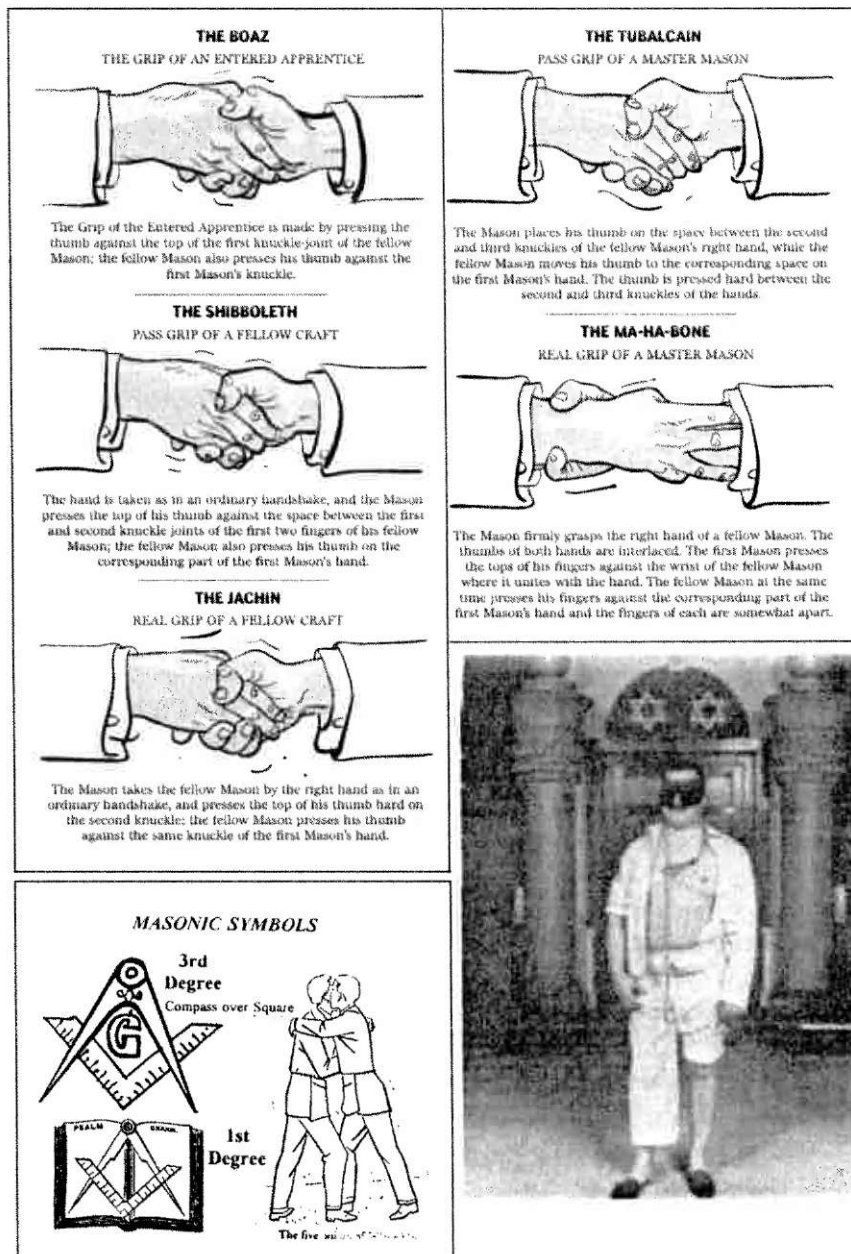 THE BOAZ
THE GRIP OF AN ENTERED APPRENTICE
The Grip of the Entered Apprentice is made by pressing the
thumb against the top of the first knuckle-joint of the fellow
Mason; the fellow Mason also presses his thumb against the
first Mason's knuckle.
THE SHIBBOLETH
PASS GRIP OF A FELLOW CRAFT
The hand is taken as in an ordinary handshake, and the Mason
presses the top of his thumb against the space between the first
and second knuckle joints of the first two fingers of his fellow
Mason; the fellow Mason also presses his thumb on the
corresponding part of the first Mason's hand.
THE JACHIN
REAL GRIP OF A FELLOW CRAFT
The Mason takes the fellow Mason by the right hand as in an
ordinary handshake, and presses the top of his thumb hard on
the second knuckle; the fellow Mason presses his thumb
against the same knuckle of the first Mason's hand.
THE TUBALCAIN
PASS GRIP OF A MASTER MASON
The Mason places his thumb on the space between the second
and third knuckles of the fellow Mason's right hand, while the
fellow Mason moves his thumb to the corresponding space on
the first Mason's hand. The thumb is pressed hard between the
second and third knuckles of the hands.
THE MA-HA-BONE
REAL GRIP OF A MASTER MASON
The Mason firmly grasps the right hand of a fellow Mason. The
thumbs of both hands are interlaced. The first Mason presses
the tops of his fingers against the wrist of the fellow Mason
where it unites with the hand. The fellow Mason at the same
time presses his fingers against the corresponding part of the
first Mason's hand and the fingers of each are somewhat apart.
MASONIC SYMBOLS
3rd
Degree
Compass over Square
G
PSALM
1st
Degree
The five